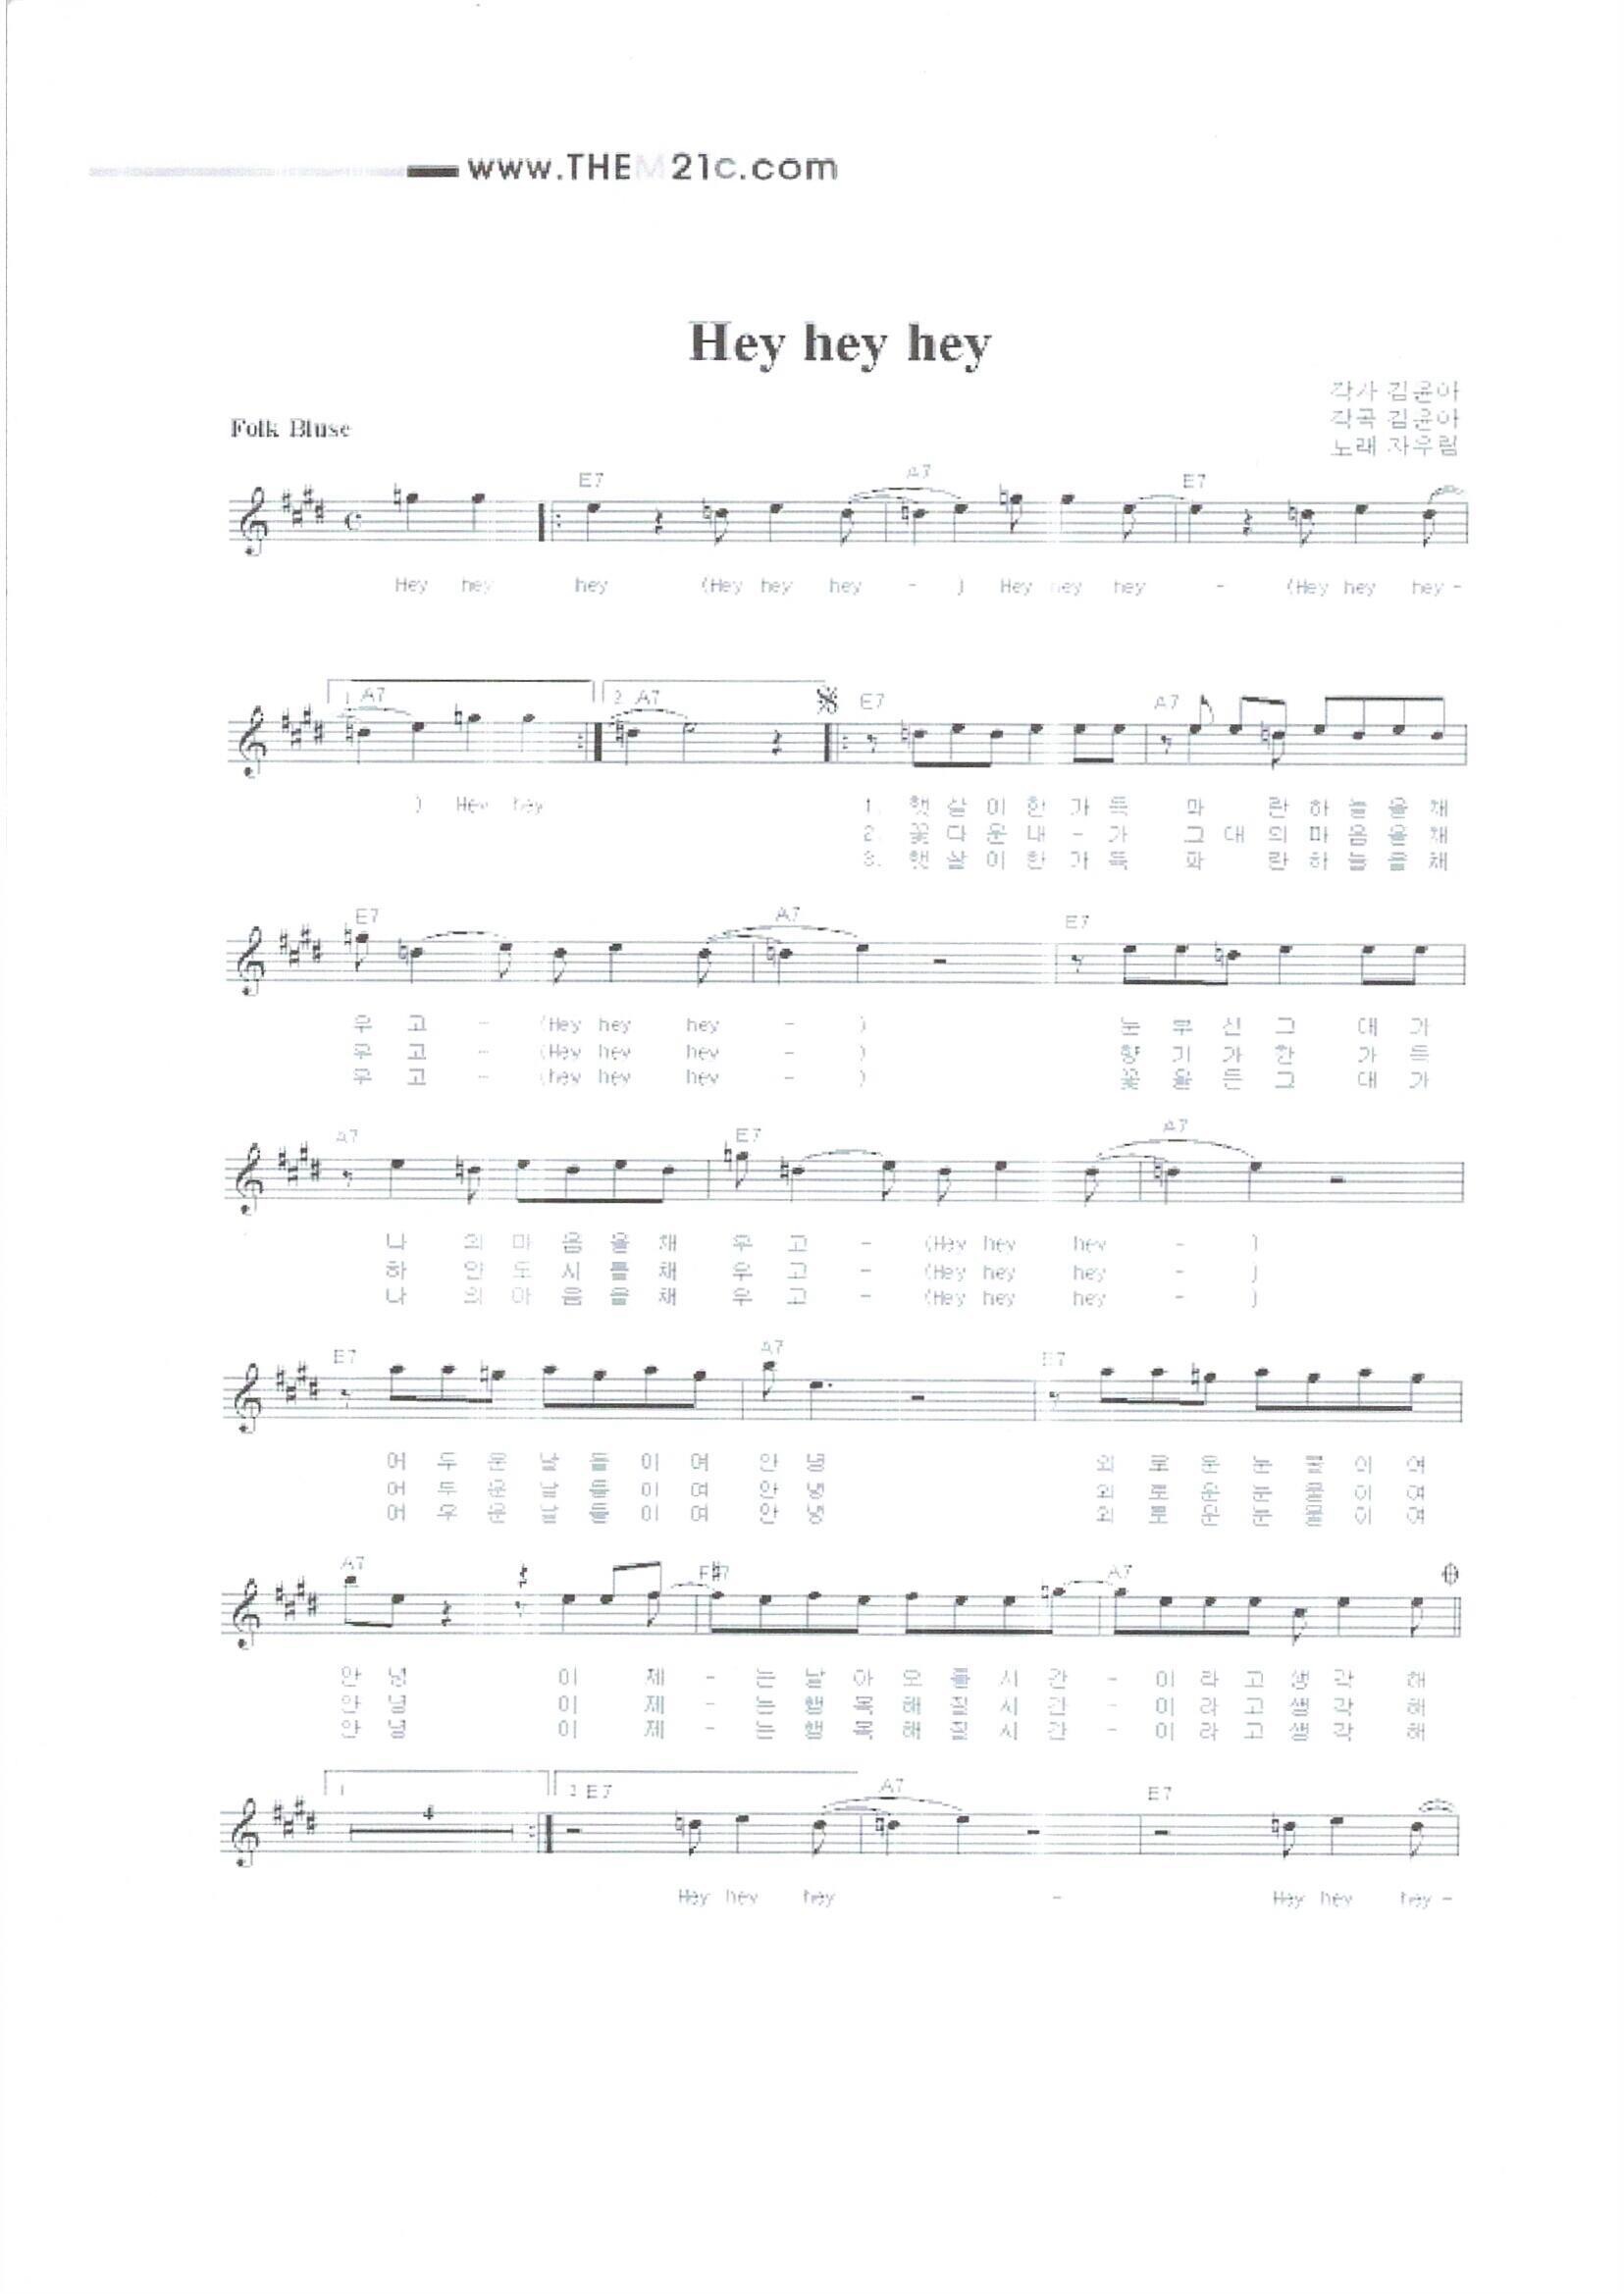 www.THEM21c.com
Hey hey hey
작사 김윤아
Folk Bluse
작곡 김윤아
노래 자우림
E7 A7 E7
Hey hey hey (Hey hey hey - ) Hey hey hey - (Hey hey hey -
1. A7 2. A7 E7 A7
) Hey hey 1. 햇 살 이 한 가 득 파 란 하 늘 을 채
2. 꽃 다 운 내 - 가 그 대 의 마 음 을 채
3. 햇 살 이 한 가 득 파 란 하 늘 을 채
E7 A7 E7
우 고 - (Hey hey hey - ) 눈 부 신 그 대 가
우 고 - (Hey hey hey - ) 향 기 가 한 가 득
우 고 - (hey hey hey - ) 꽃 을 든 그 대 가
A7 E7 A7
나 의 마 음 을 채 우 고 - (Hey hey hey - )
하 얀 도 시 를 채 우 고 - (Hey hey hey - )
나 의 마 음 을 채 우 고 - (Hey hey hey - )
E7 A7 E7
어 두 운 날 들 이 여 안 녕 외 로 운 눈 물 이 여
어 두 운 날 들 이 여 안 녕 외 로 운 눈 물 이 여
어 두 운 날 들 이 여 안 녕 외 로 운 눈 물 이 여
A7 F#7 A7
안 녕 이 제 - 는 날 아 오 를 시 간 - 이 라 고 생 각 해
안 녕 이 제 - 는 행 복 해 질 시 간 - 이 라 고 생 각 해
안 녕 이 제 - 는 행 복 해 질 시 간 - 이 라 고 생 각 해
1. 4 2. E7 A7 E7
Hey hey hey - Hey hey hey -